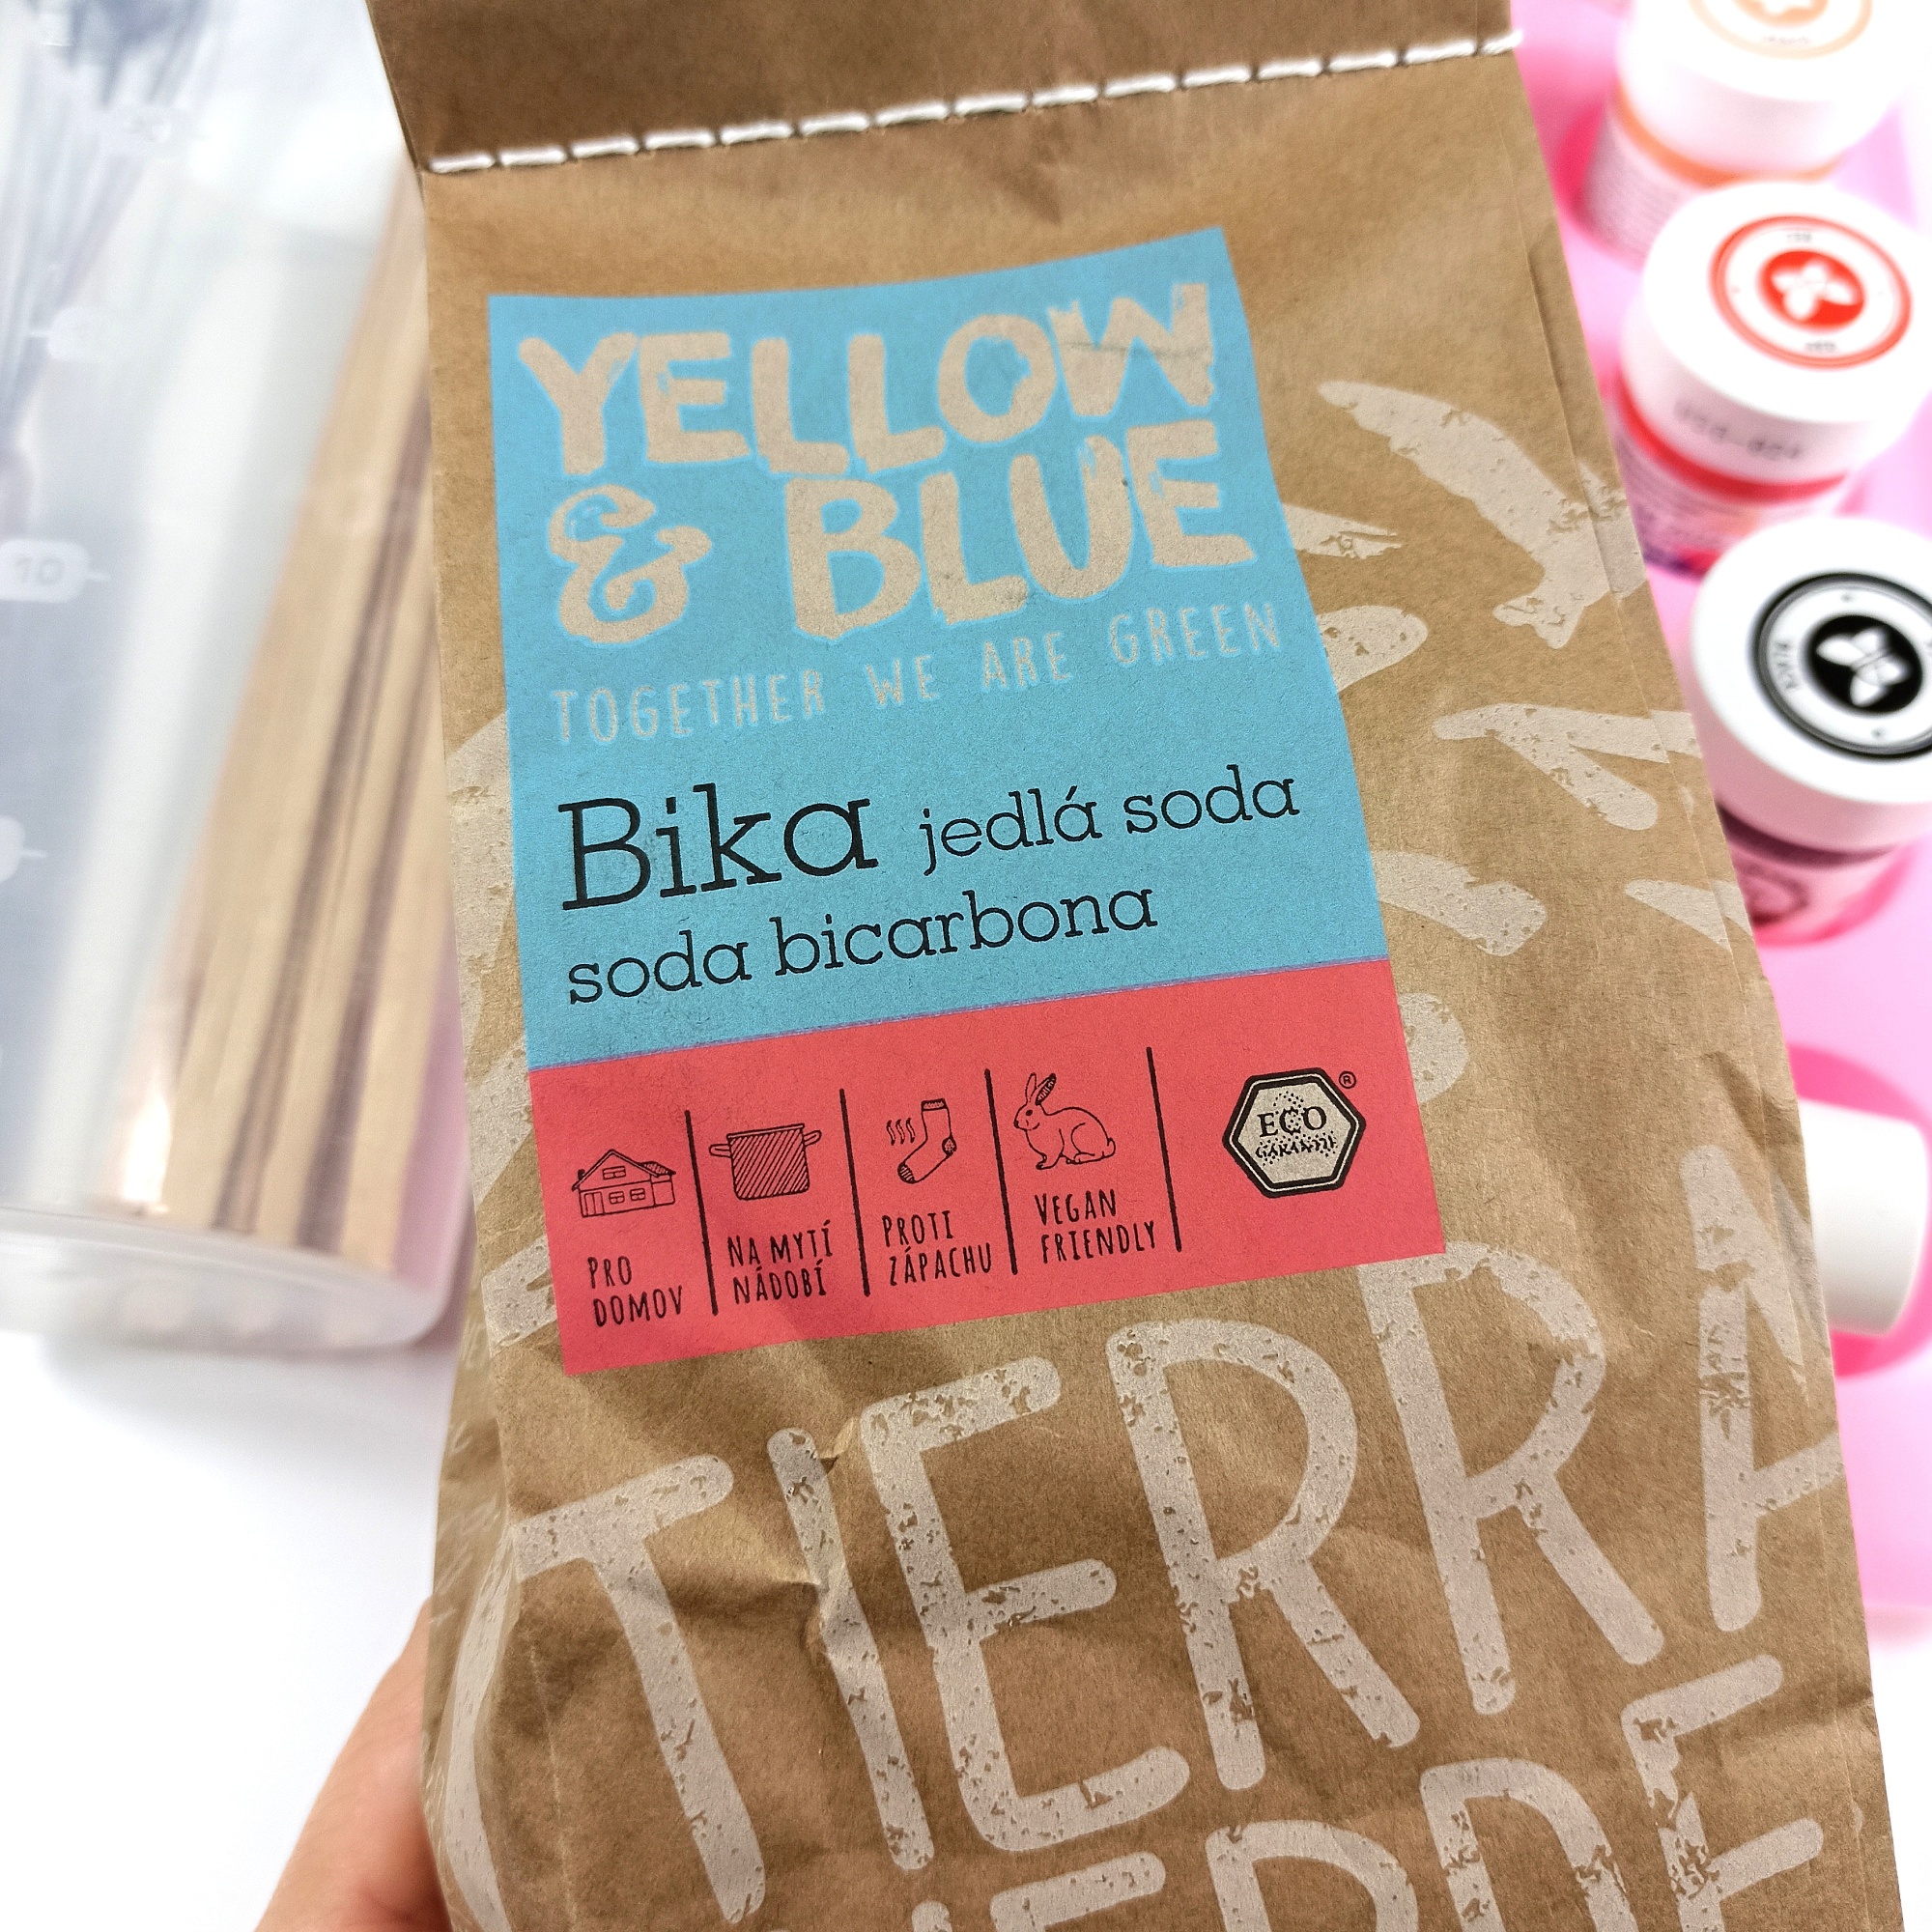 YELLOW
& BLUE
TOGETHER WE ARE GREEN
Bika jedlá soda
soda bicarbona
PRO
DOMOV
NA MYTÍ
NÁDOBÍ
PROTI
ZÁPACHU
VEGAN
FRIENDLY
ECO
GARANTIE
®
TIERRA
10